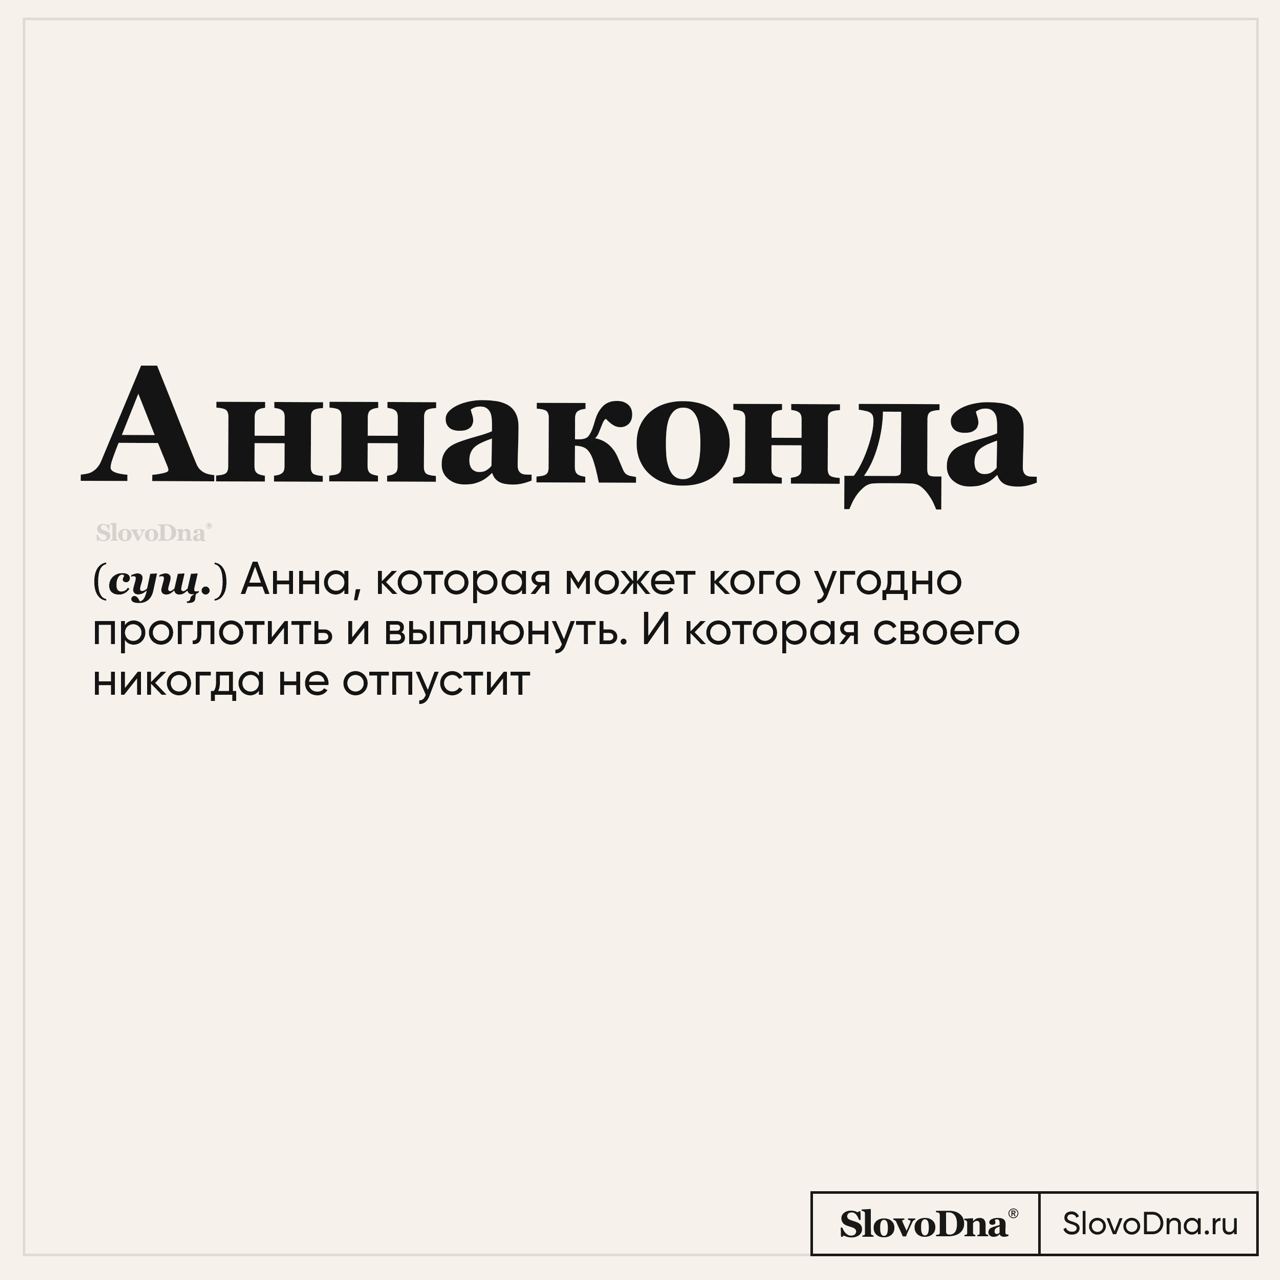 Аннаконда
SlovoDna®
(сущ.) Анна, которая может кого угодно
проглотить и выплюнуть. И которая своего
никогда не отпустит
SlovoDna® SlovoDna.ru